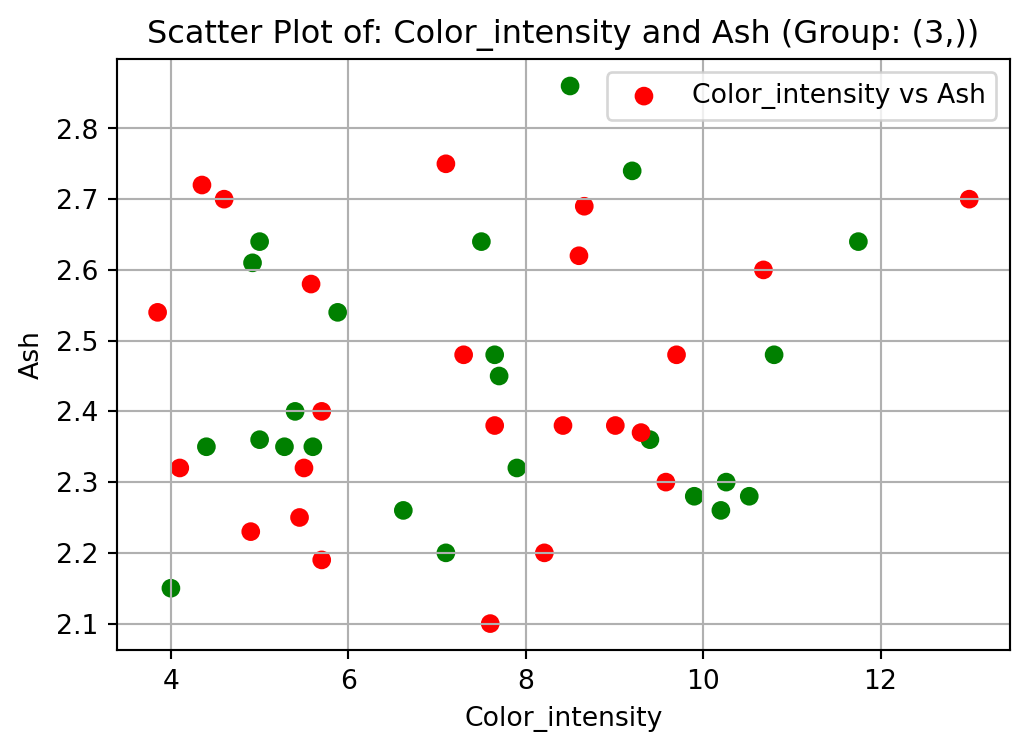 Scatter Plot of: Color_intensity and Ash (Group: (3,))
Color_intensity vs Ash
2.8
2.7
2.6
2.5
2.4
2.3
2.2
2.1
Ash
4 6 8 10 12
Color_intensity